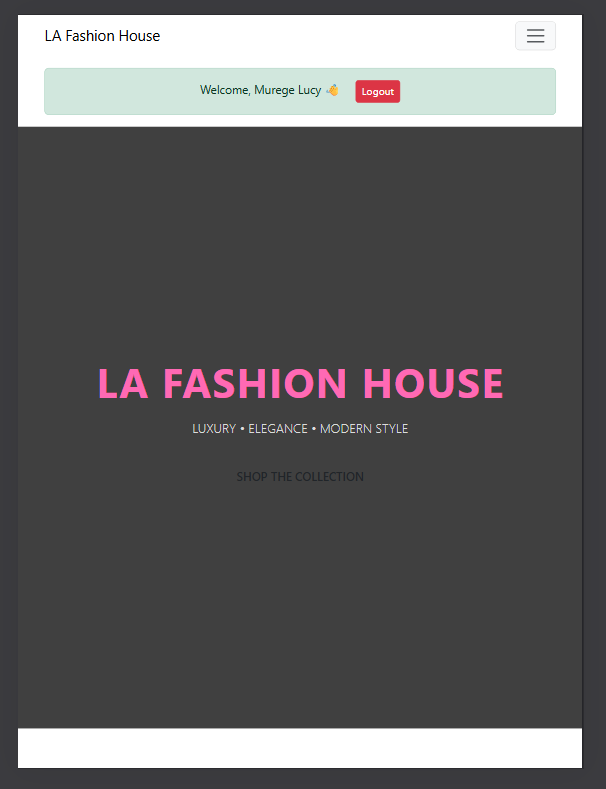 LA Fashion House
Welcome, Murege Lucy 👋 Logout
LA FASHION HOUSE
LUXURY • ELEGANCE • MODERN STYLE
SHOP THE COLLECTION